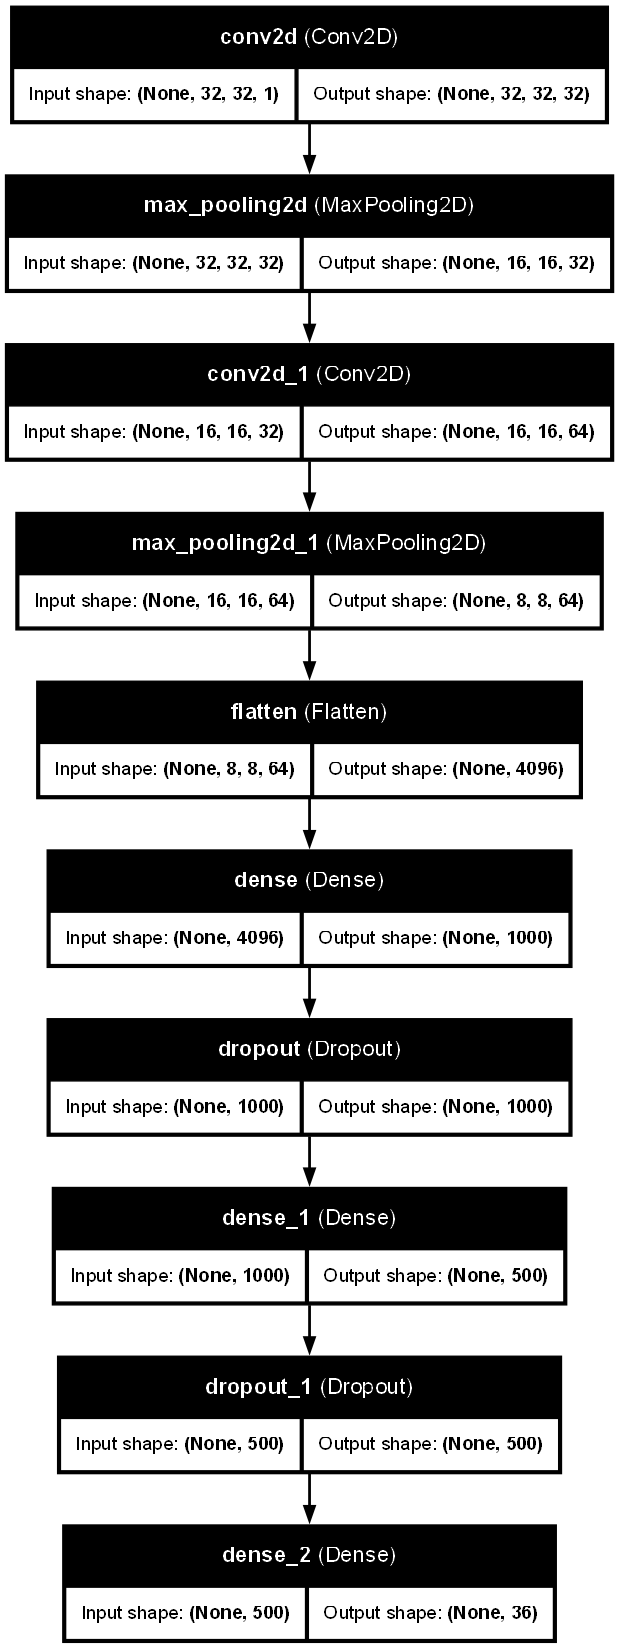 conv2d (Conv2D)
Input shape: (None, 32, 32, 1) Output shape: (None, 32, 32, 32)
max_pooling2d (MaxPooling2D)
Input shape: (None, 32, 32, 32) Output shape: (None, 16, 16, 32)
conv2d_1 (Conv2D)
Input shape: (None, 16, 16, 32) Output shape: (None, 16, 16, 64)
max_pooling2d_1 (MaxPooling2D)
Input shape: (None, 16, 16, 64) Output shape: (None, 8, 8, 64)
flatten (Flatten)
Input shape: (None, 8, 8, 64) Output shape: (None, 4096)
dense (Dense)
Input shape: (None, 4096) Output shape: (None, 1000)
dropout (Dropout)
Input shape: (None, 1000) Output shape: (None, 1000)
dense_1 (Dense)
Input shape: (None, 1000) Output shape: (None, 500)
dropout_1 (Dropout)
Input shape: (None, 500) Output shape: (None, 500)
dense_2 (Dense)
Input shape: (None, 500) Output shape: (None, 36)